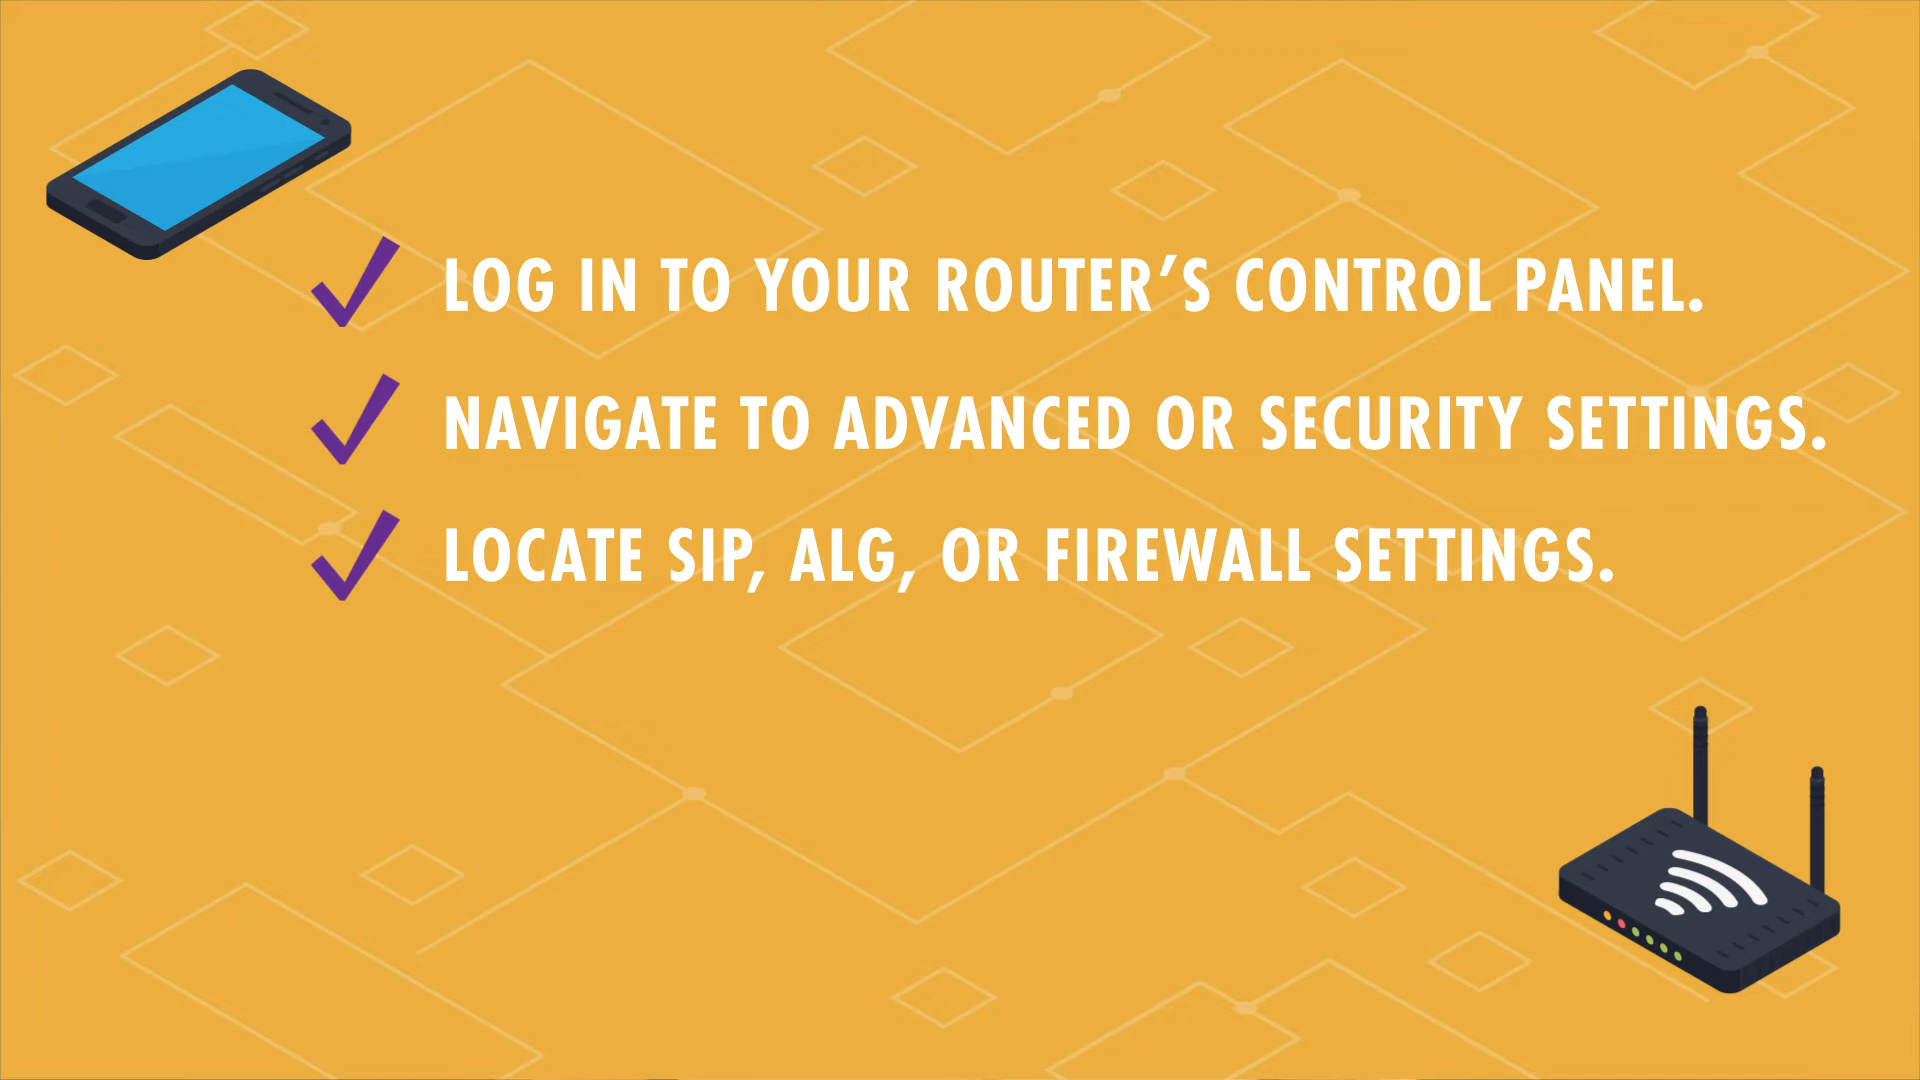 LOG IN TO YOUR ROUTER’S CONTROL PANEL.
NAVIGATE TO ADVANCED OR SECURITY SETTINGS.
LOCATE SIP, ALG, OR FIREWALL SETTINGS.